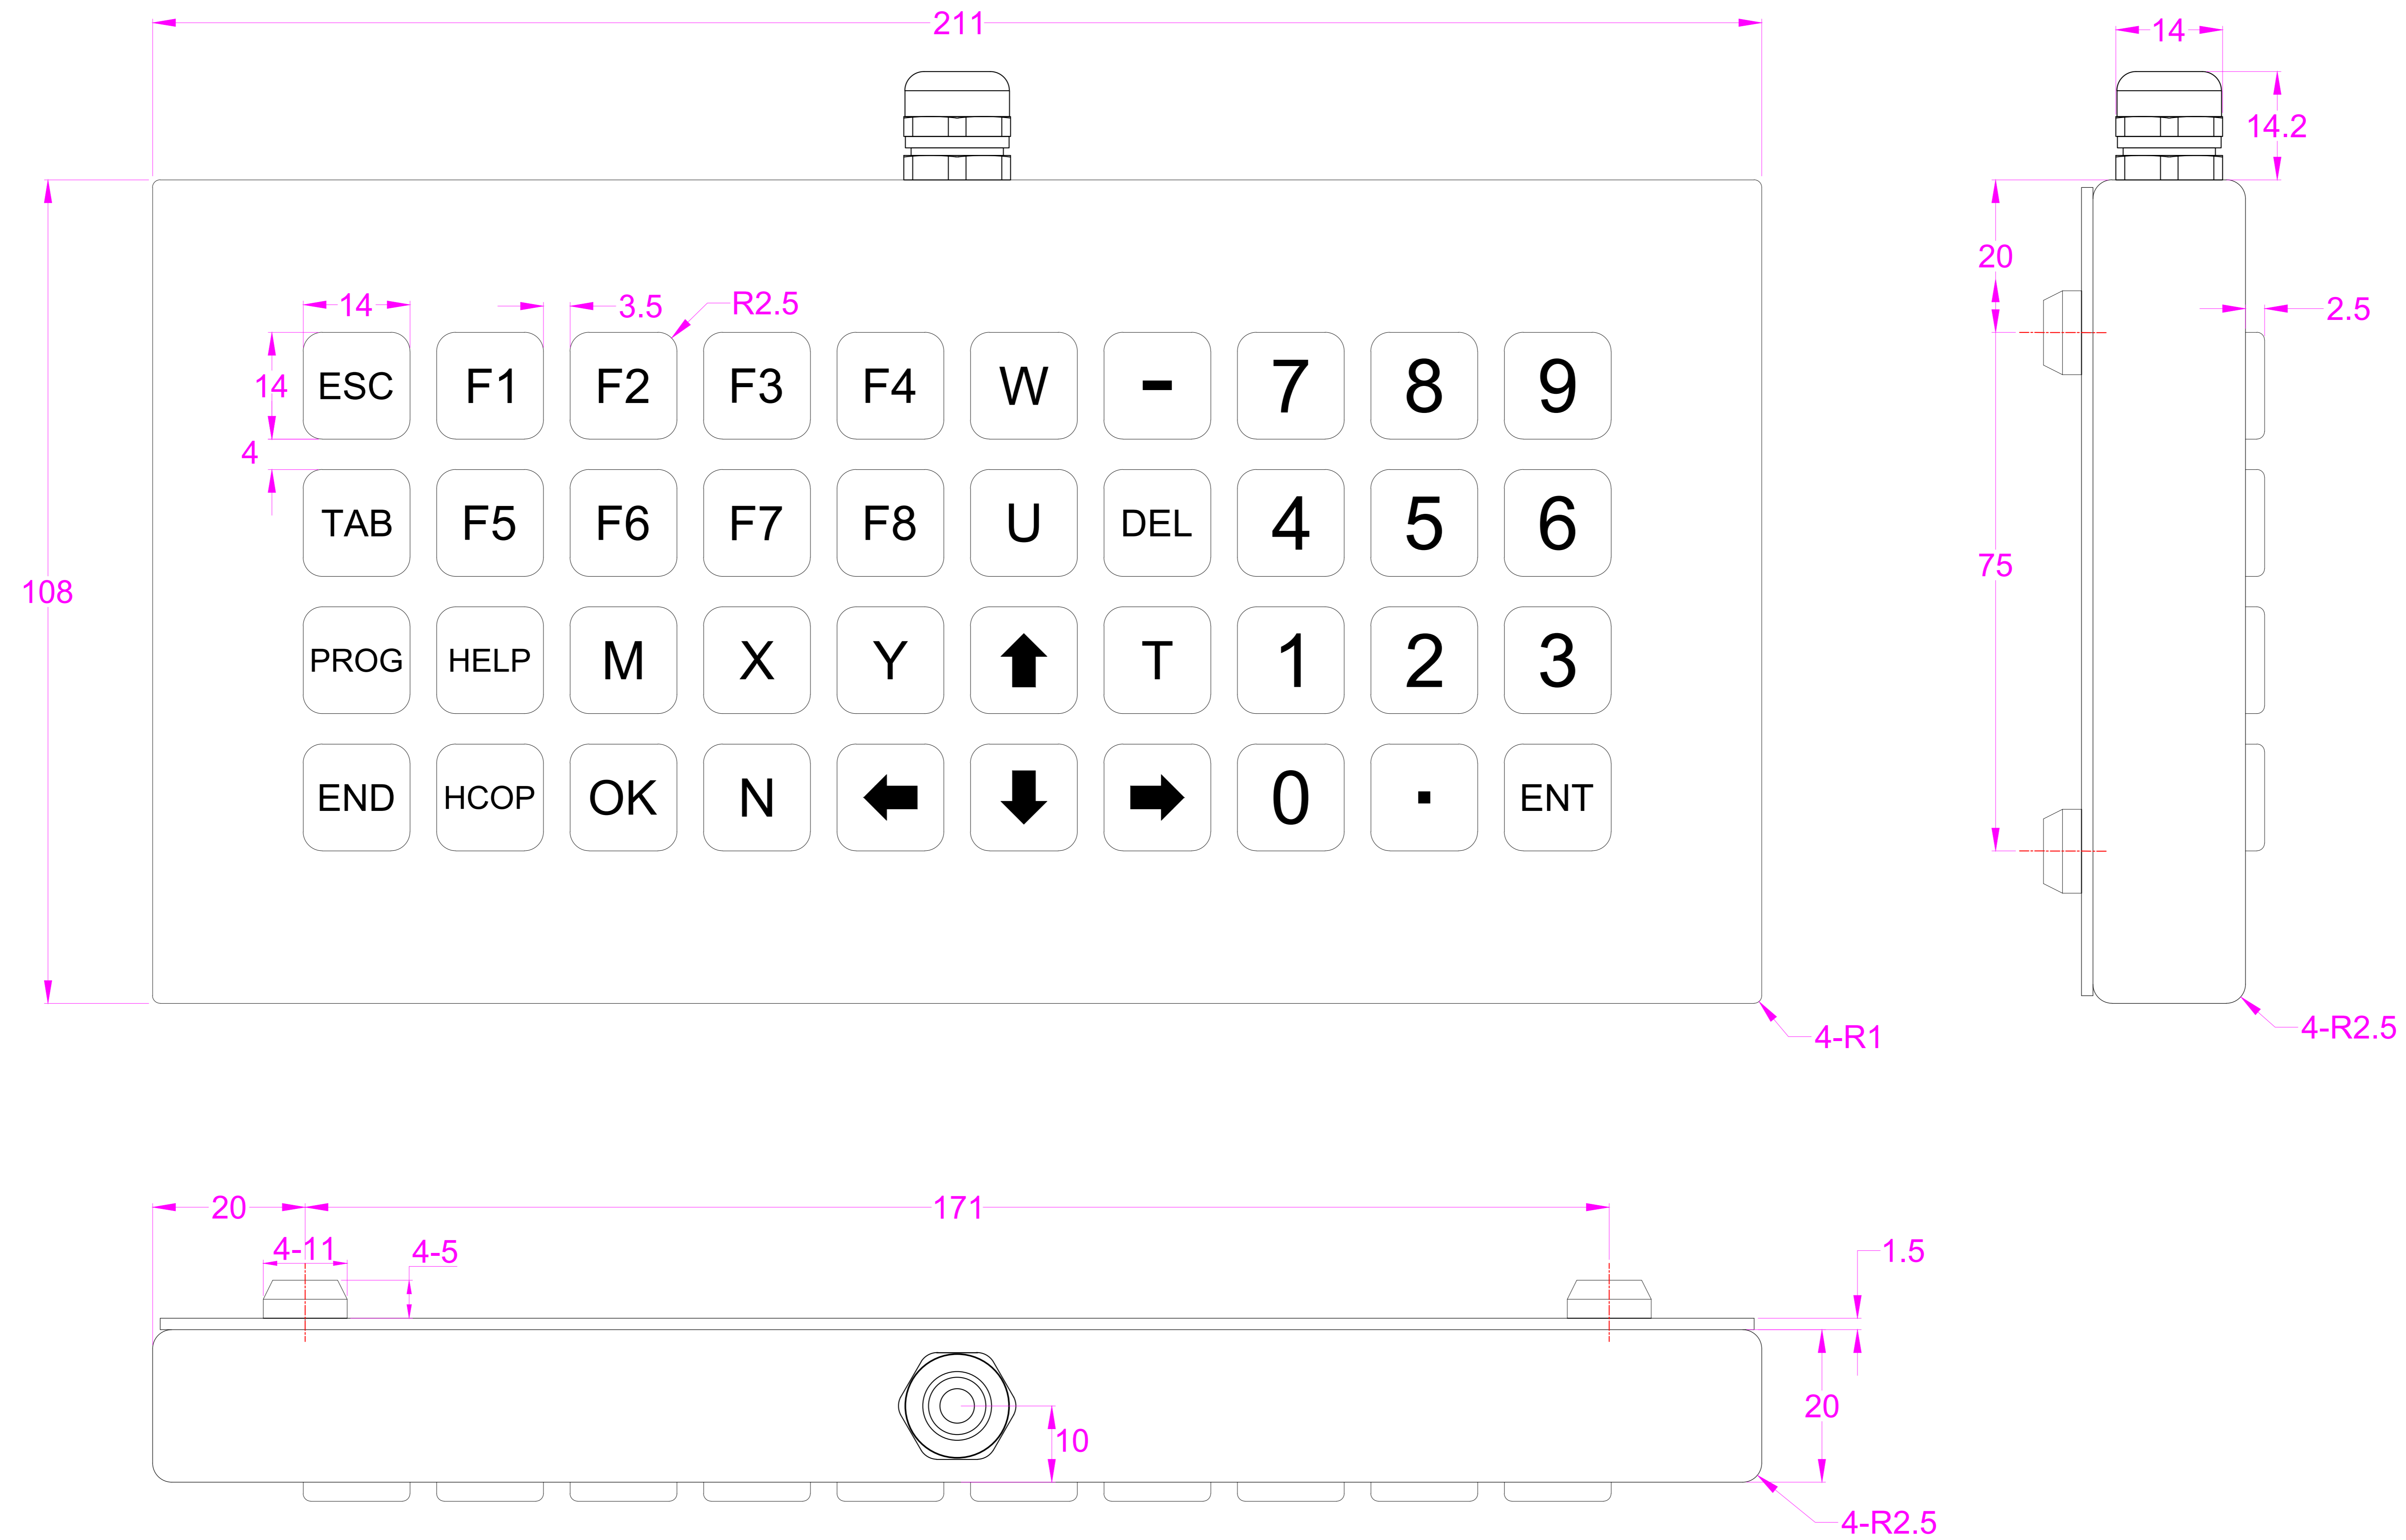 211
14
14.2
108
20
75
2.5
4-R2.5
14 3.5 R2.5
14
4
ESC F1 F2 F3 F4 W - 7 8 9
TAB F5 F6 F7 F8 U DEL 4 5 6
PROG HELP M X Y ⬆ T 1 2 3
END HCOP OK N ⬅ ⬇ ➡ 0 . ENT
4-R1
20 171
4-11 4-5
1.5
20
10
4-R2.5